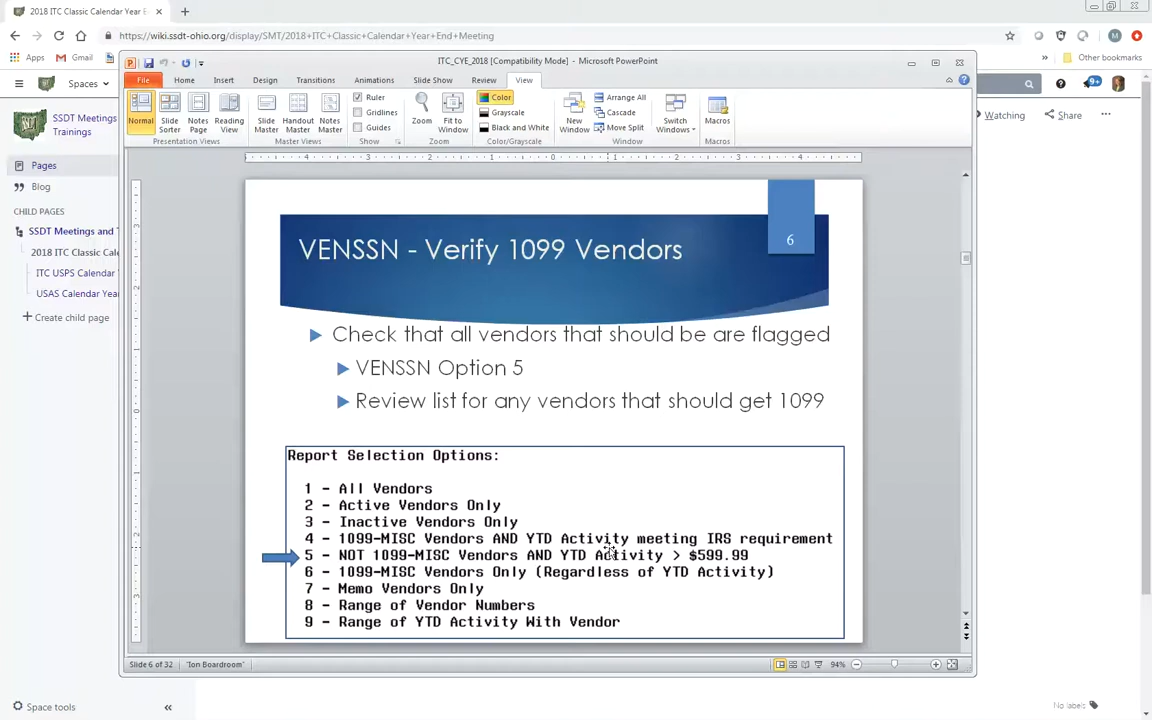 2018 ITC Classic Calendar Year E
https://wiki.ssdt-ohio.org/display/SMT/2018+ITC+Classic+Calendar+Year+End+Meeting
M
Apps
Gmail
Other bookmarks
ITC_CYE_2018 [Compatibility Mode] - Microsoft PowerPoint
Spaces
9+
File
Home
Insert
Design
Transitions
Animations
Slide Show
Review
View
Normal
Slide Sorter
Notes Page
Reading View
Presentation Views
Slide Master
Handout Master
Notes Master
Master Views
Ruler
Gridlines
Guides
Show
Zoom
Fit to Window
Zoom
Color
Grayscale
Black and White
Color/Grayscale
New Window
Arrange All
Cascade
Move Split
Switch Windows
Window
Macros
Macros
SSDT Meetings
Trainings
Watching
Share
Pages
Blog
CHILD PAGES
SSDT Meetings and T
2018 ITC Classic Cale
ITC USPS Calendar
USAS Calendar Year
Create child page
6
VENSSN - Verify 1099 Vendors
Check that all vendors that should be are flagged
VENSSN Option 5
Review list for any vendors that should get 1099
Report Selection Options:
1 - All Vendors
2 - Active Vendors Only
3 - Inactive Vendors Only
4 - 1099-MISC Vendors AND YTD Activity meeting IRS requirement
5 - NOT 1099-MISC Vendors AND YTD Activity > $599.99
6 - 1099-MISC Vendors Only (Regardless of YTD Activity)
7 - Memo Vendors Only
8 - Range of Vendor Numbers
9 - Range of YTD Activity With Vendor
Slide 6 of 32
"Ion Boardroom"
94%
Space tools
No labels